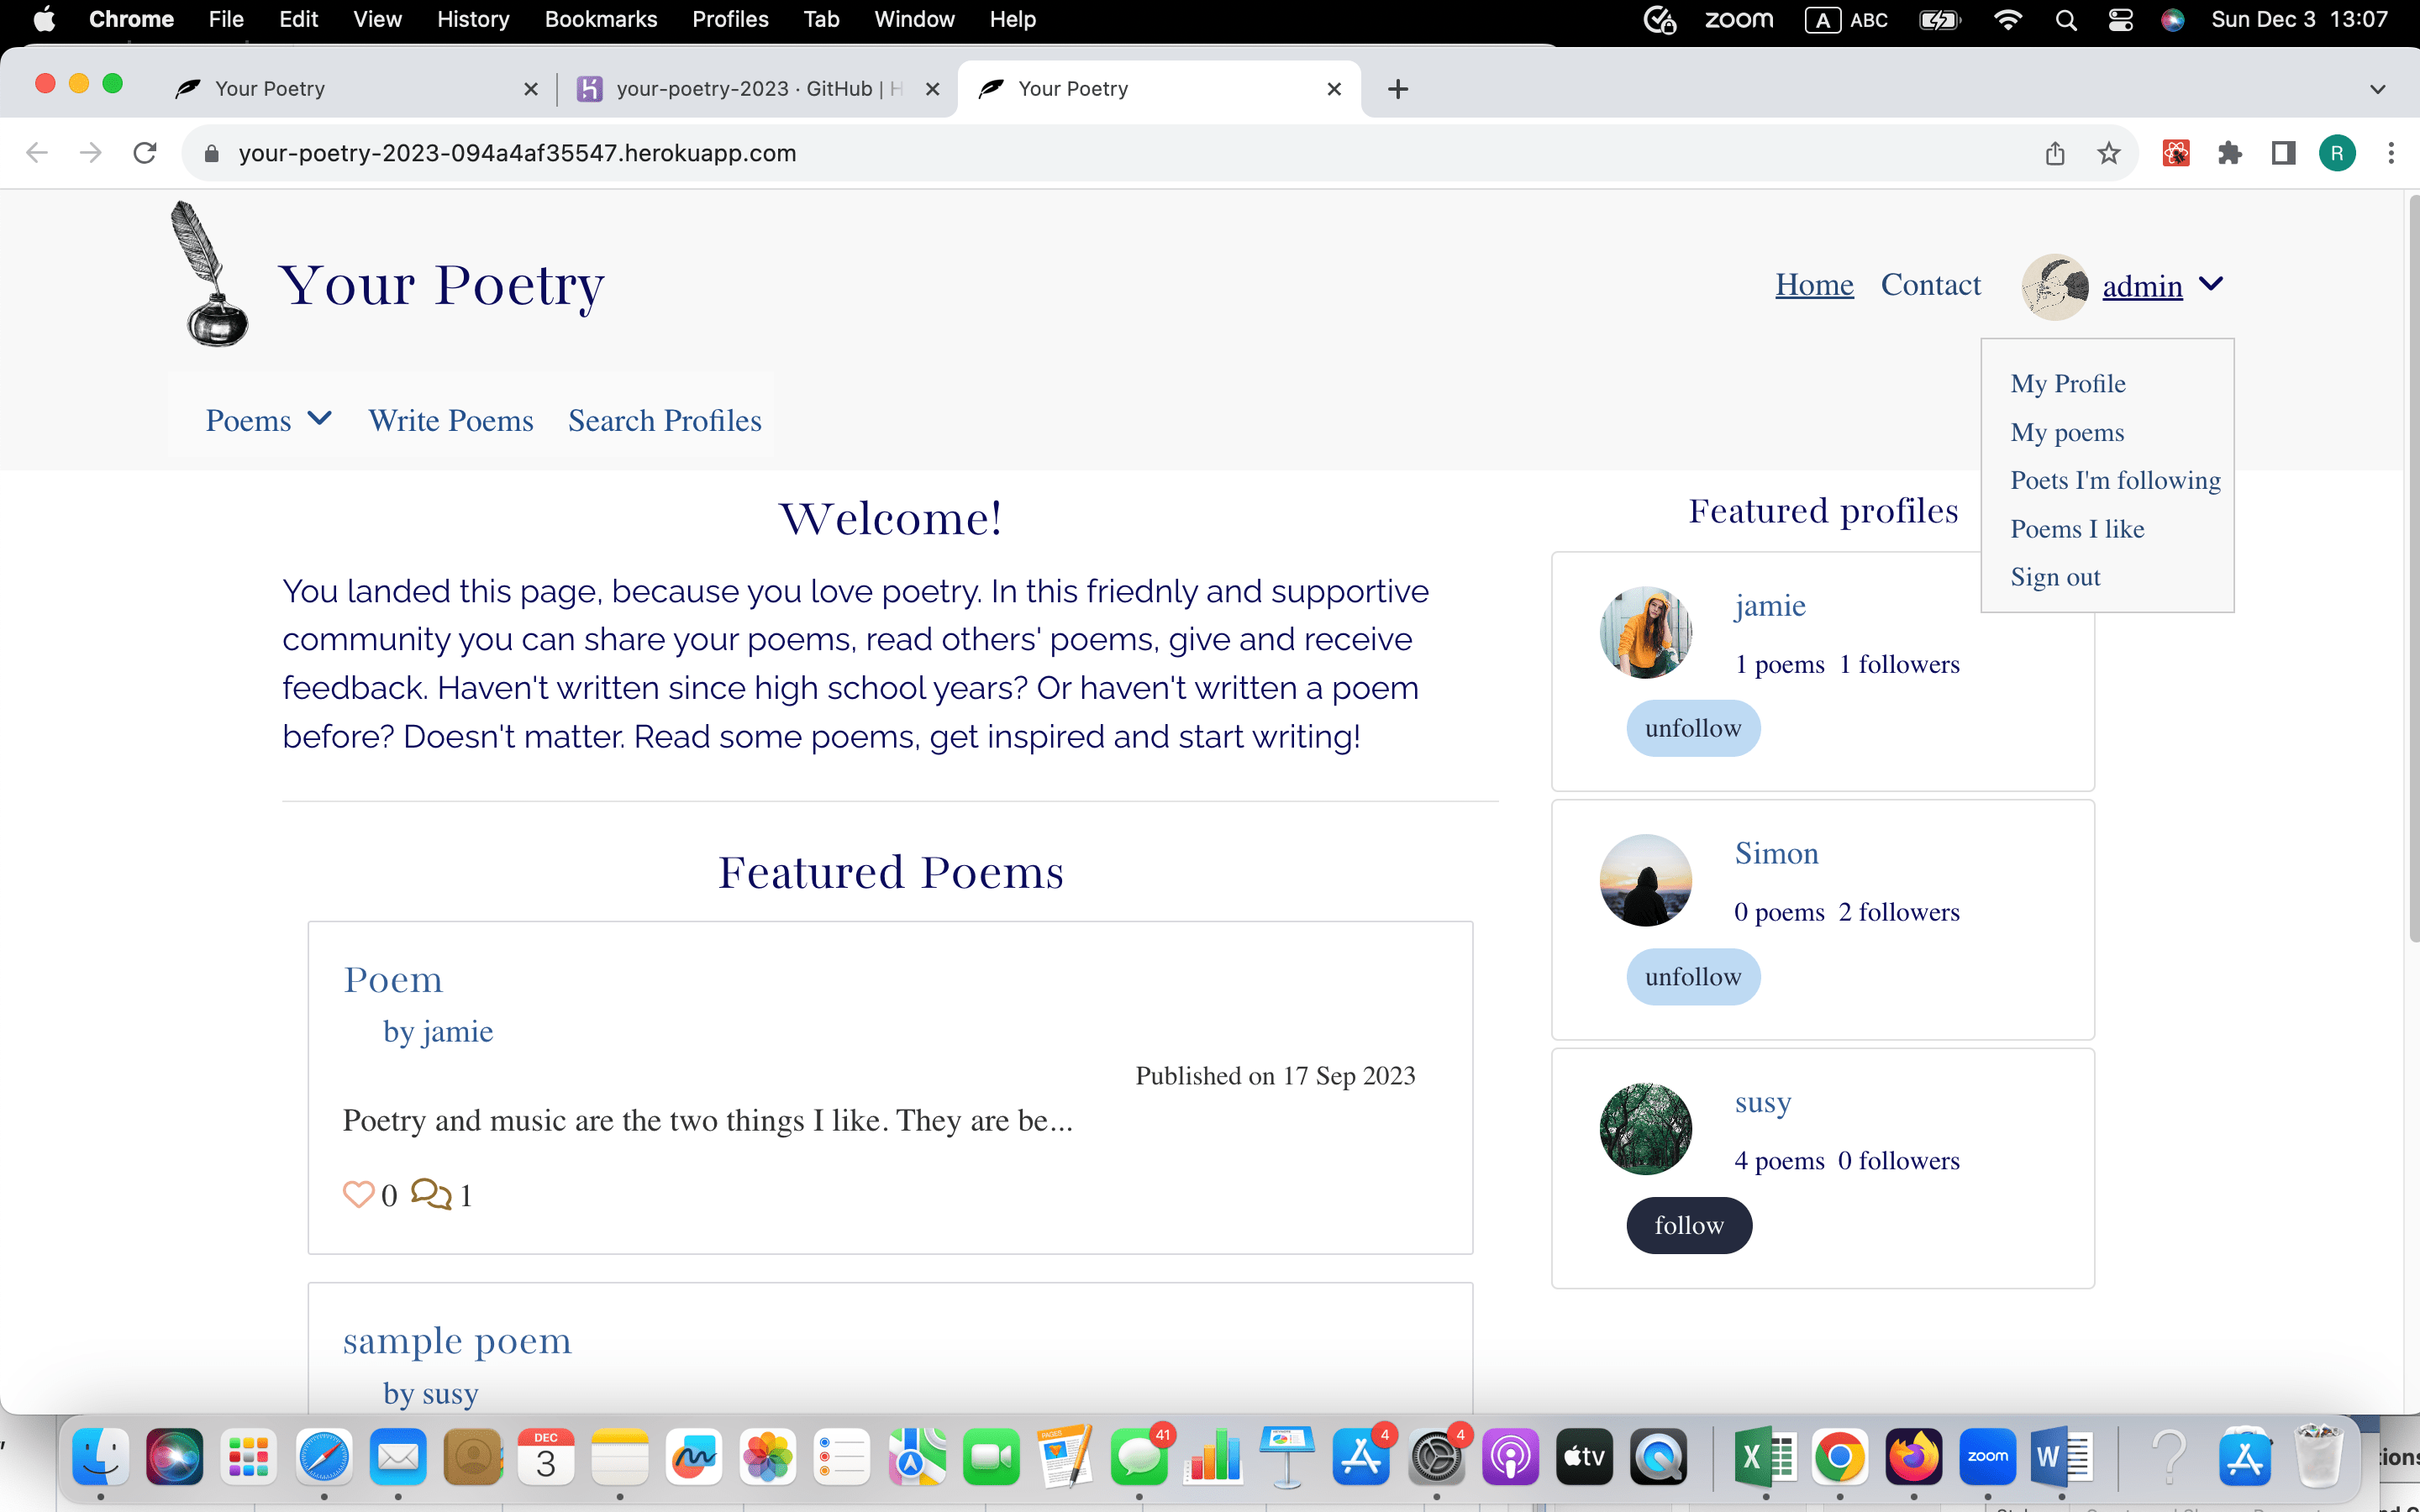 Chrome File Edit View History Bookmarks Profiles Tab Window Help zoom A ABC Sun Dec 3 13:07
Your Poetry your-poetry-2023 · GitHub | H Your Poetry
your-poetry-2023-094a4af35547.herokuapp.com R
Your Poetry
Home Contact admin
My Profile
My poems
Poets I'm following
Poems I like
Sign out
Poems Write Poems Search Profiles
Welcome!
You landed this page, because you love poetry. In this friednly and supportive
community you can share your poems, read others' poems, give and receive
feedback. Haven't written since high school years? Or haven't written a poem
before? Doesn't matter. Read some poems, get inspired and start writing!
Featured Poems
Poem
by jamie
Published on 17 Sep 2023
Poetry and music are the two things I like. They are be...
0 1
sample poem
by susy
Featured profiles
jamie
1 poems 1 followers
unfollow
Simon
0 poems 2 followers
unfollow
susy
4 poems 0 followers
follow
DEC
3
PAGES
41
4
4
tv
X
zoom
W